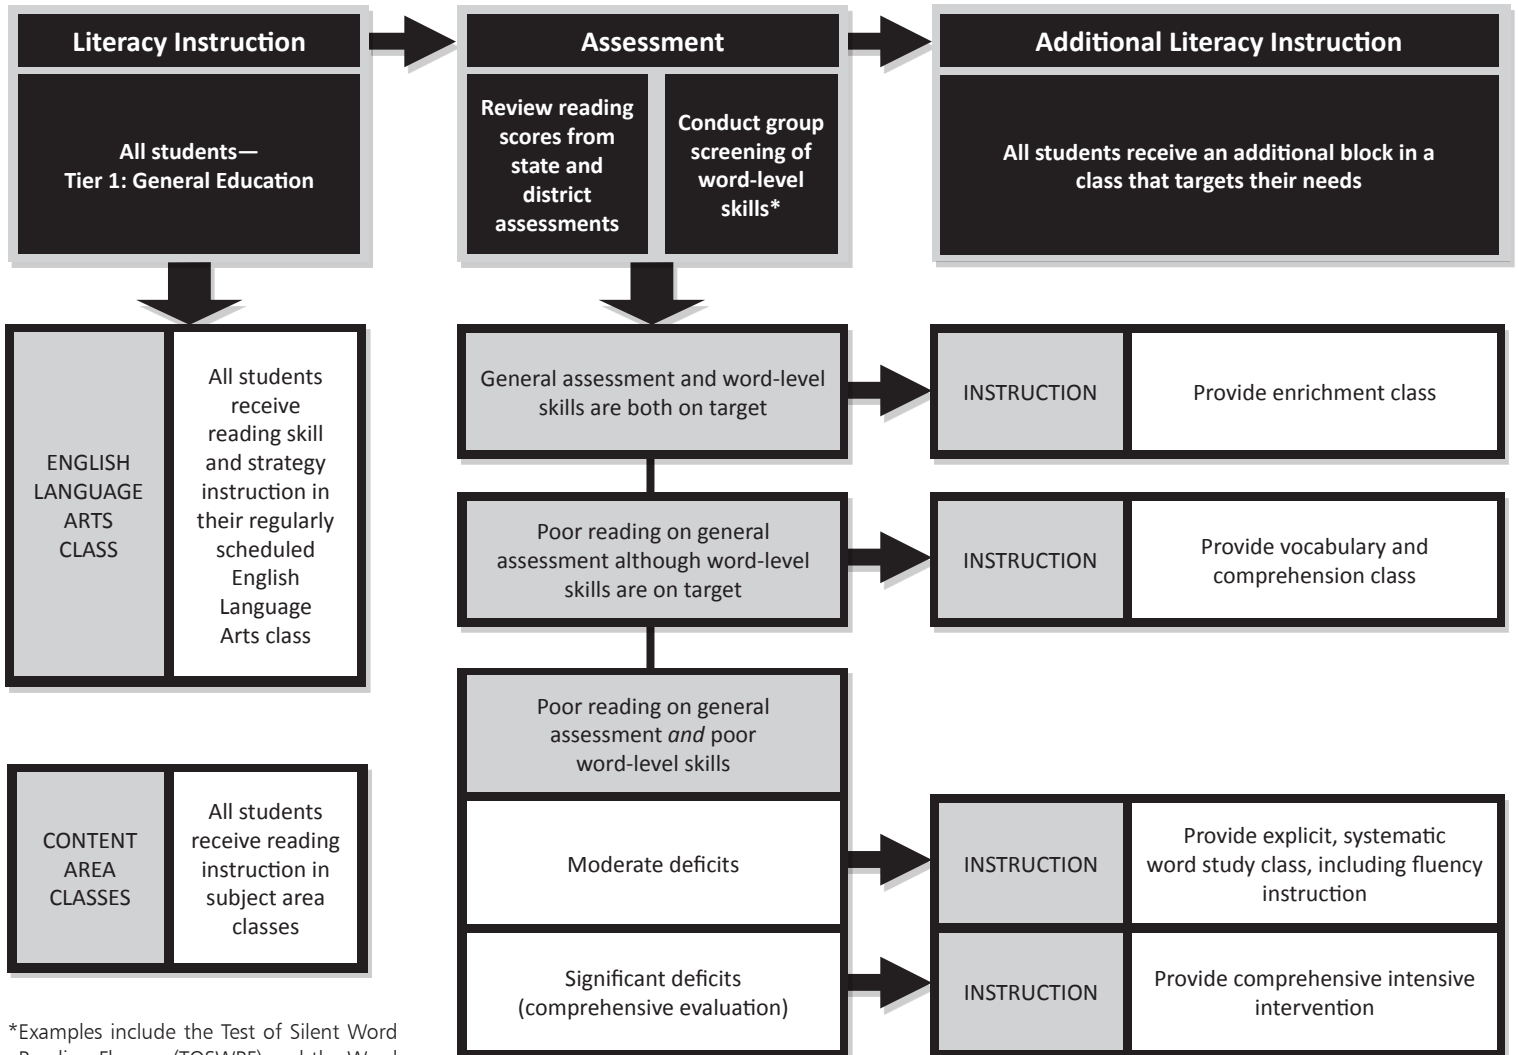 Literacy Instruction
All students—
Tier 1: General Education
Assessment
Review reading
scores from
state and
district
assessments
Conduct group
screening of
word-level
skills*
Additional Literacy Instruction
All students receive an additional block in a
class that targets their needs
ENGLISH
LANGUAGE
ARTS
CLASS
All students
receive
reading skill
and strategy
instruction in
their regularly
scheduled
English
Language
Arts class
CONTENT
AREA
CLASSES
All students
receive reading
instruction in
subject area
classes
General assessment and word-level
skills are both on target
INSTRUCTION
Provide enrichment class
Poor reading on general
assessment although word-level
skills are on target
INSTRUCTION
Provide vocabulary and
comprehension class
Poor reading on general
assessment and poor
word-level skills
Moderate deficits
INSTRUCTION
Provide explicit, systematic
word study class, including fluency
instruction
Significant deficits
(comprehensive evaluation)
INSTRUCTION
Provide comprehensive intensive
intervention
*Examples include the Test of Silent Word